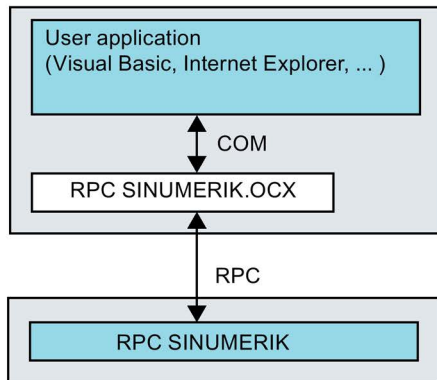 User application
(Visual Basic, Internet Explorer, ... )
COM
RPC SINUMERIK.OCX
RPC
RPC SINUMERIK